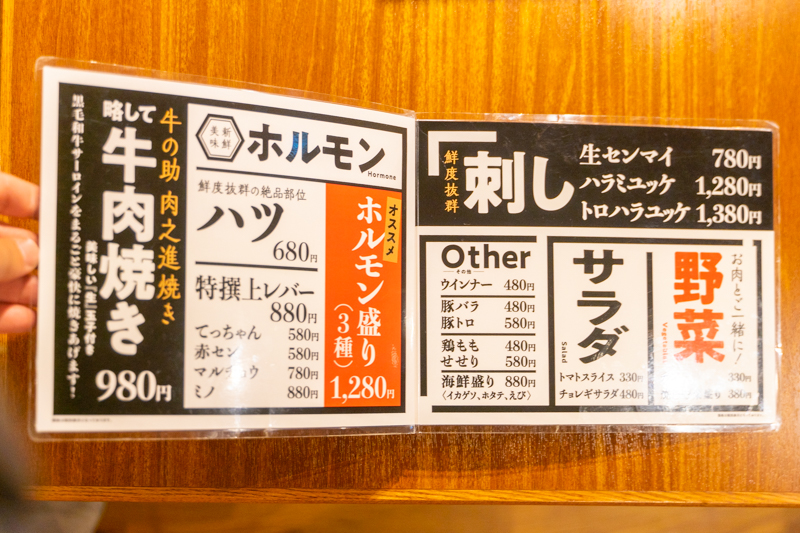 牛の助 肉之進焼き
略して
牛肉焼き
美味しい「生」玉子付き
黒毛和牛サーロインをまるごと豪快に焼きあげます!!
980円
新鮮
美味
ホルモン
Hormone
鮮度抜群の絶品部位
ハツ
680円
特撰上レバー
880円
てっちゃん 580円
赤セン 580円
マルチョウ 780円
ミノ 880円
オススメ
ホルモン盛り
(3種)
1,280円
鮮度抜群
刺し
生センマイ 780円
ハラミユッケ 1,280円
トロハラユッケ 1,380円
Other
その他
ウインナー 480円
豚バラ 480円
豚トロ 580円
鶏もも 480円
せせり 580円
海鮮盛り 880円
(イカゲソ、ホタテ、えび)
サラダ
Salad
トマトスライス 330円
チョレギサラダ 480円
お肉とご一緒に!
野菜
Vegetables
330円
380円